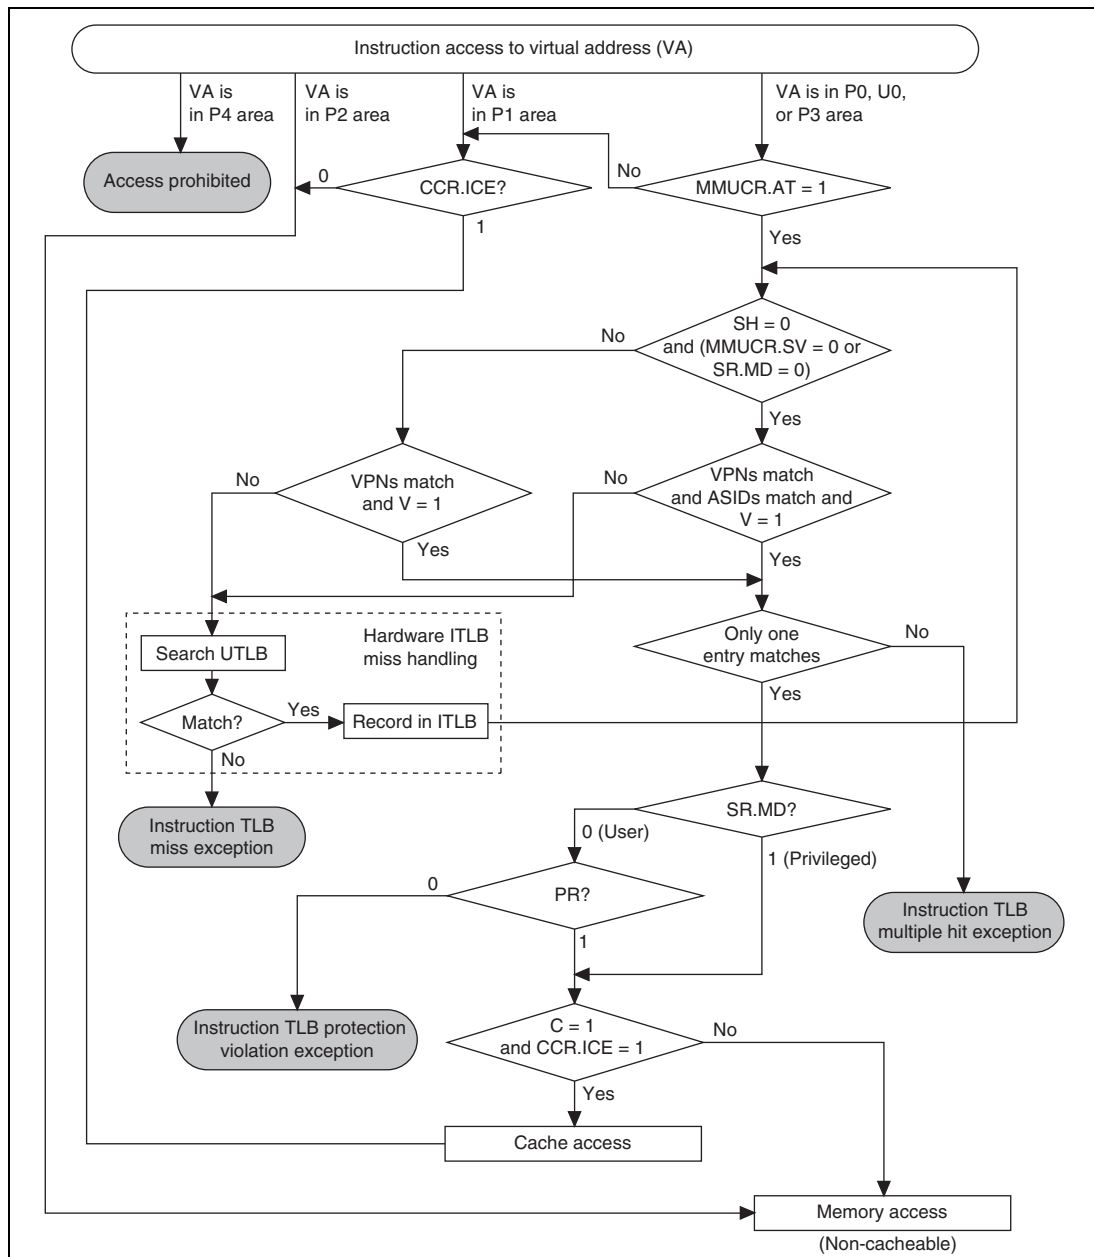 Instruction access to virtual address (VA)
VA is
in P4 area
VA is
in P2 area
VA is
in P1 area
VA is in P0, U0,
or P3 area
Access prohibited
0
CCR.ICE?
No
MMUCR.AT = 1
1
Yes
SH = 0
and (MMUCR.SV = 0 or
SR.MD = 0)
No
Yes
No
VPNs match
and V = 1
No
VPNs match
and ASIDs match and
V = 1
Yes
Yes
Hardware ITLB
miss handling
Search UTLB
Only one
entry matches
No
Yes
Match?
Yes
Record in ITLB
No
Instruction TLB
miss exception
SR.MD?
0 (User)
1 (Privileged)
0
PR?
1
Instruction TLB
multiple hit exception
Instruction TLB protection
violation exception
C = 1
and CCR.ICE = 1
No
Yes
Cache access
Memory access
(Non-cacheable)